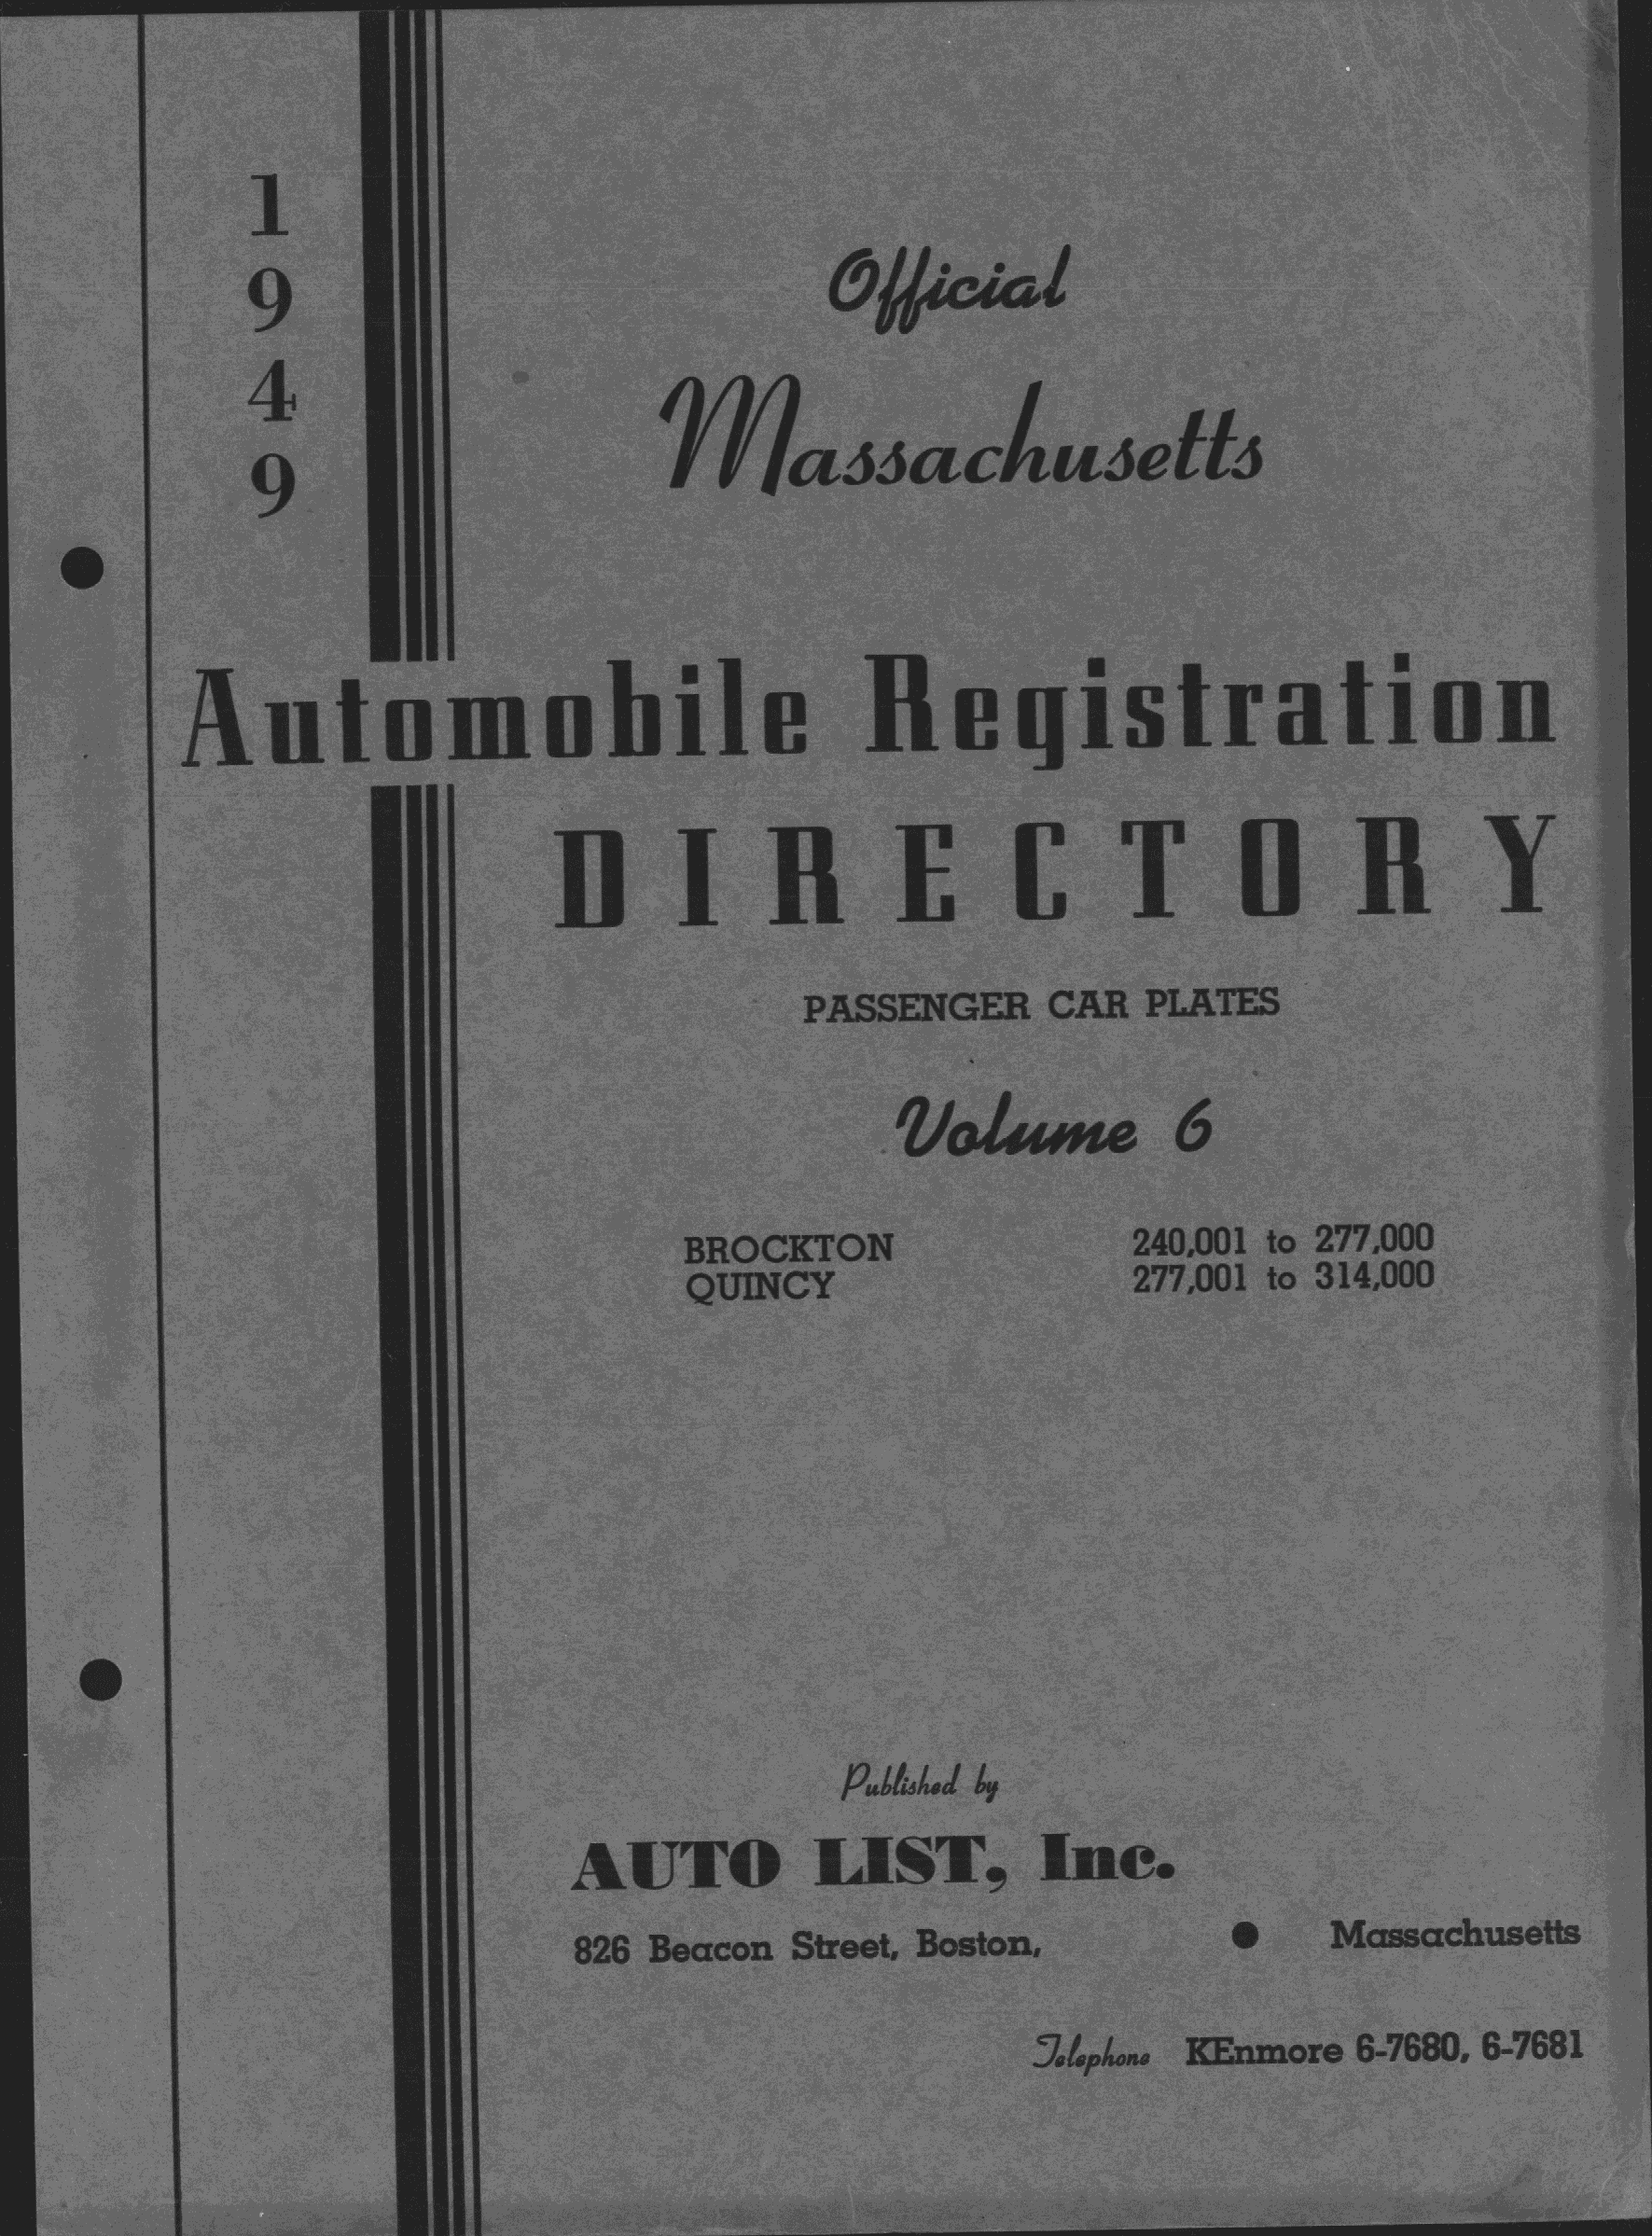 1
9
4
9
Official
Massachusetts
Automobile Registration
DIRECTORY
PASSENGER CAR PLATES
Volume 6
BROCKTON 240,001 to 277,000
QUINCY 277,001 to 314,000
Published by
AUTO LIST, Inc.
826 Beacon Street, Boston, ● Massachusetts
Telephone KEnmore 6-7680, 6-7681